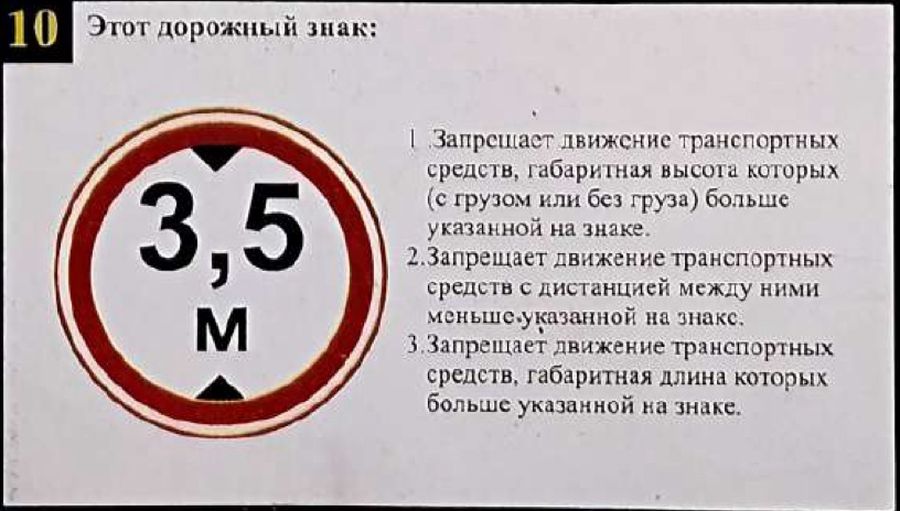 10 Этот дорожный знак:
3,5
м
1 .Запрещает движение транспортных
средств, габаритная высота которых
(с грузом или без груза) больше
указанной на знаке.
2.Запрещает движение транспортных
средств с дистанцией между ними
меньше указанной на знаке.
3.Запрещает движение транспортных
средств, габаритная длина которых
больше указанной на знаке.